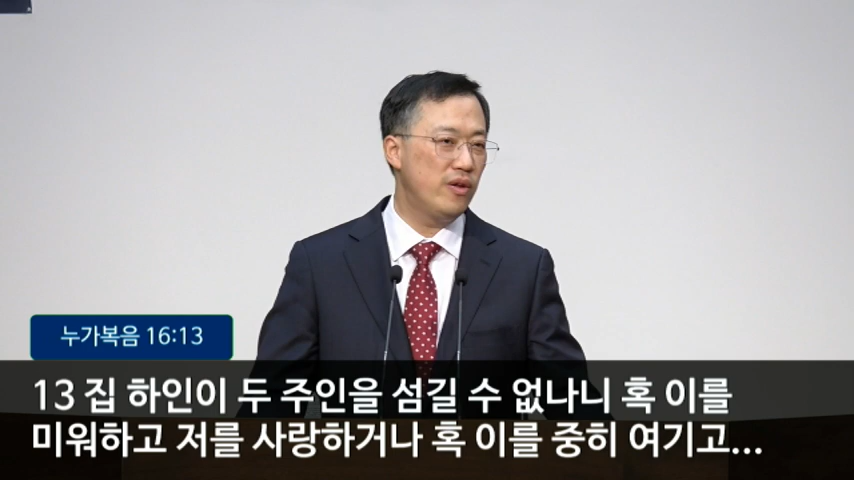 누가복음 16:13
13 집 하인이 두 주인을 섬길 수 없나니 혹 이를
미워하고 저를 사랑하거나 혹 이를 중히 여기고...